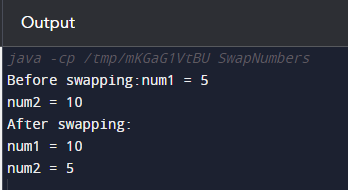 Output
java -cp /tmp/mKGaG1VtBU SwapNumbers
Before swapping:num1 = 5
num2 = 10
After swapping:
num1 = 10
num2 = 5